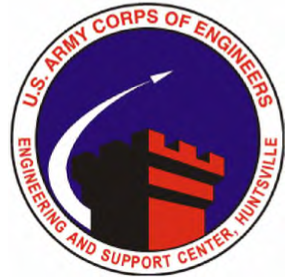 U.S. ARMY CORPS OF ENGINEERS
ENGINEERING AND SUPPORT CENTER, HUNTSVILLE